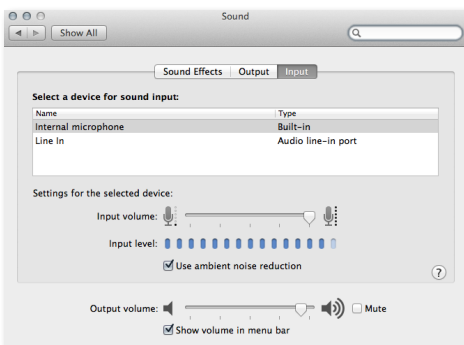 Sound
Show All
Sound Effects Output Input
Select a device for sound input:
Name Type
Internal microphone Built-in
Line In Audio line-in port
Settings for the selected device:
Input volume:
Input level:
Use ambient noise reduction
?
Output volume: Mute
Show volume in menu bar